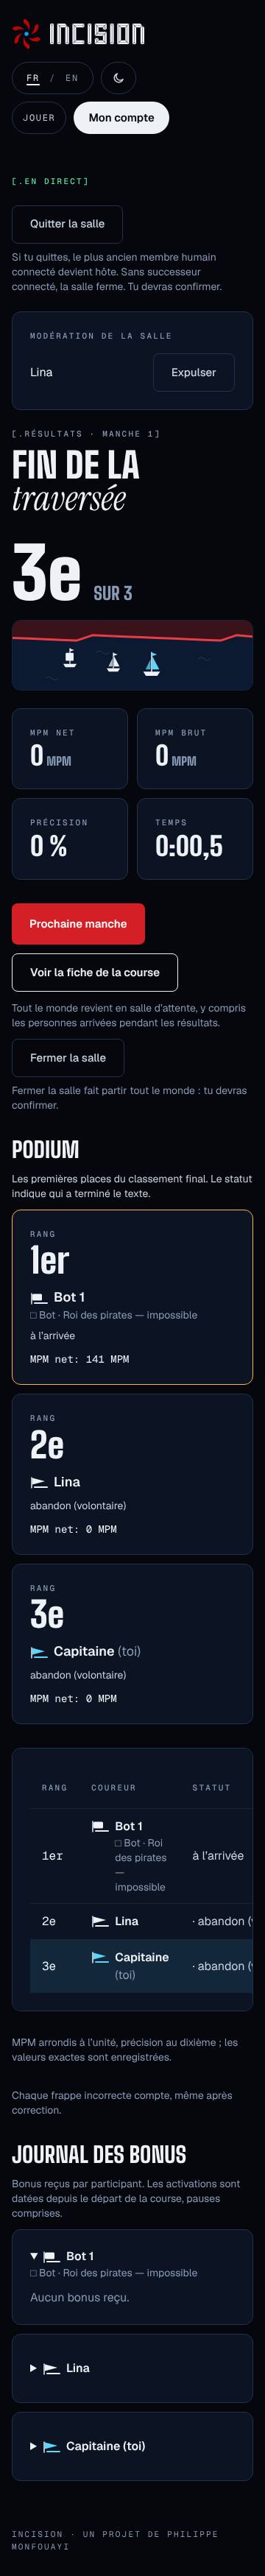 INCISION
FR / EN
JOUER
Mon compte
[.EN DIRECT]
Quitter la salle
Si tu quittes, le plus ancien membre humain
connecté devient hôte. Sans successeur
connecté, la salle ferme. Tu devras confirmer.
MODÉRATION DE LA SALLE
Lina
Expulser
[.RÉSULTATS · MANCHE 1]
FIN DE LA
traversée
3e SUR 3
MPM NET
0 MPM
MPM BRUT
0 MPM
PRÉCISION
0 %
TEMPS
0:00,5
Prochaine manche
Voir la fiche de la course
Tout le monde revient en salle d'attente, y compris
les personnes arrivées pendant les résultats.
Fermer la salle
Fermer la salle fait partir tout le monde : tu devras
confirmer.
PODIUM
Les premières places du classement final. Le statut
indique qui a terminé le texte.
RANG
1er
Bot 1
□ Bot · Roi des pirates — impossible
à l'arrivée
MPM net: 141 MPM
RANG
2e
Lina
abandon (volontaire)
MPM net: 0 MPM
RANG
3e
Capitaine (toi)
abandon (volontaire)
MPM net: 0 MPM
RANG COUREUR STATUT
1er
Bot 1
□ Bot · Roi
des pirates
—
impossible
à l'arrivée
2e Lina · abandon (v
3e
Capitaine
(toi)
· abandon (v
MPM arrondis à l'unité, précision au dixième ; les
valeurs exactes sont enregistrées.
Chaque frappe incorrecte compte, même après
correction.
JOURNAL DES BONUS
Bonus reçus par participant. Les activations sont
datées depuis le départ de la course, pauses
comprises.
Bot 1
□ Bot · Roi des pirates — impossible
Aucun bonus reçu.
Lina
Capitaine (toi)
INCISION · UN PROJET DE PHILIPPE
MONFOUAYI